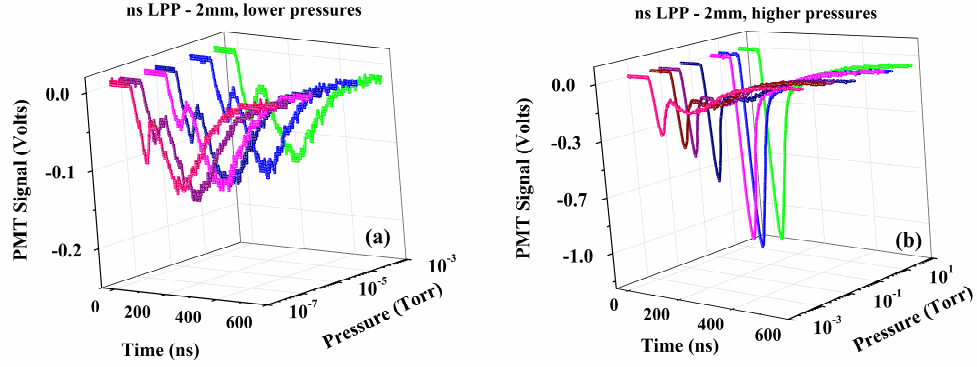 ns LPP - 2mm, lower pressures
PMT Signal (Volts)
0.0
-0.1
-0.2
0
200
400
600
Time (ns)
10-7
10-5
10-3
Pressure (Torr)
(a)
ns LPP - 2mm, higher pressures
PMT Signal (Volts)
0.0
-0.3
-0.7
-1.0
0
200
400
600
Time (ns)
10-3
10-1
101
Pressure (Torr)
(b)